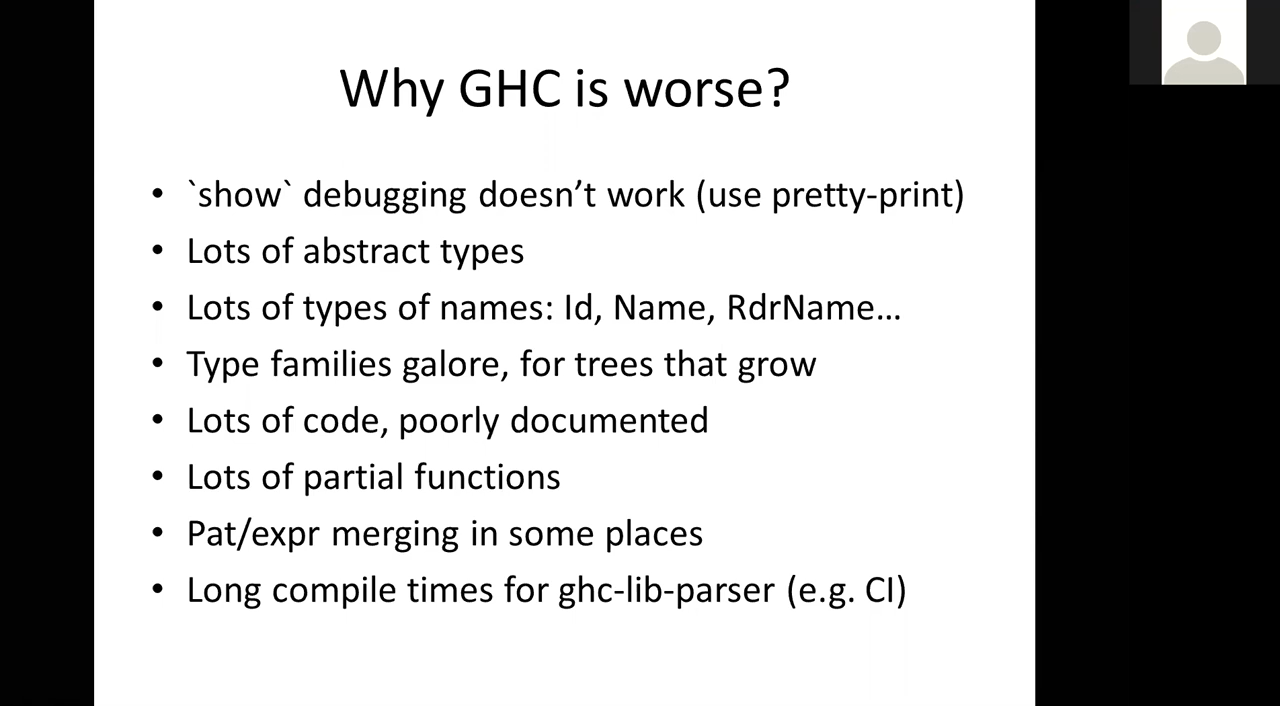 Why GHC is worse?
• `show` debugging doesn’t work (use pretty-print)
• Lots of abstract types
• Lots of types of names: Id, Name, RdrName…
• Type families galore, for trees that grow
• Lots of code, poorly documented
• Lots of partial functions
• Pat/expr merging in some places
• Long compile times for ghc-lib-parser (e.g. CI)